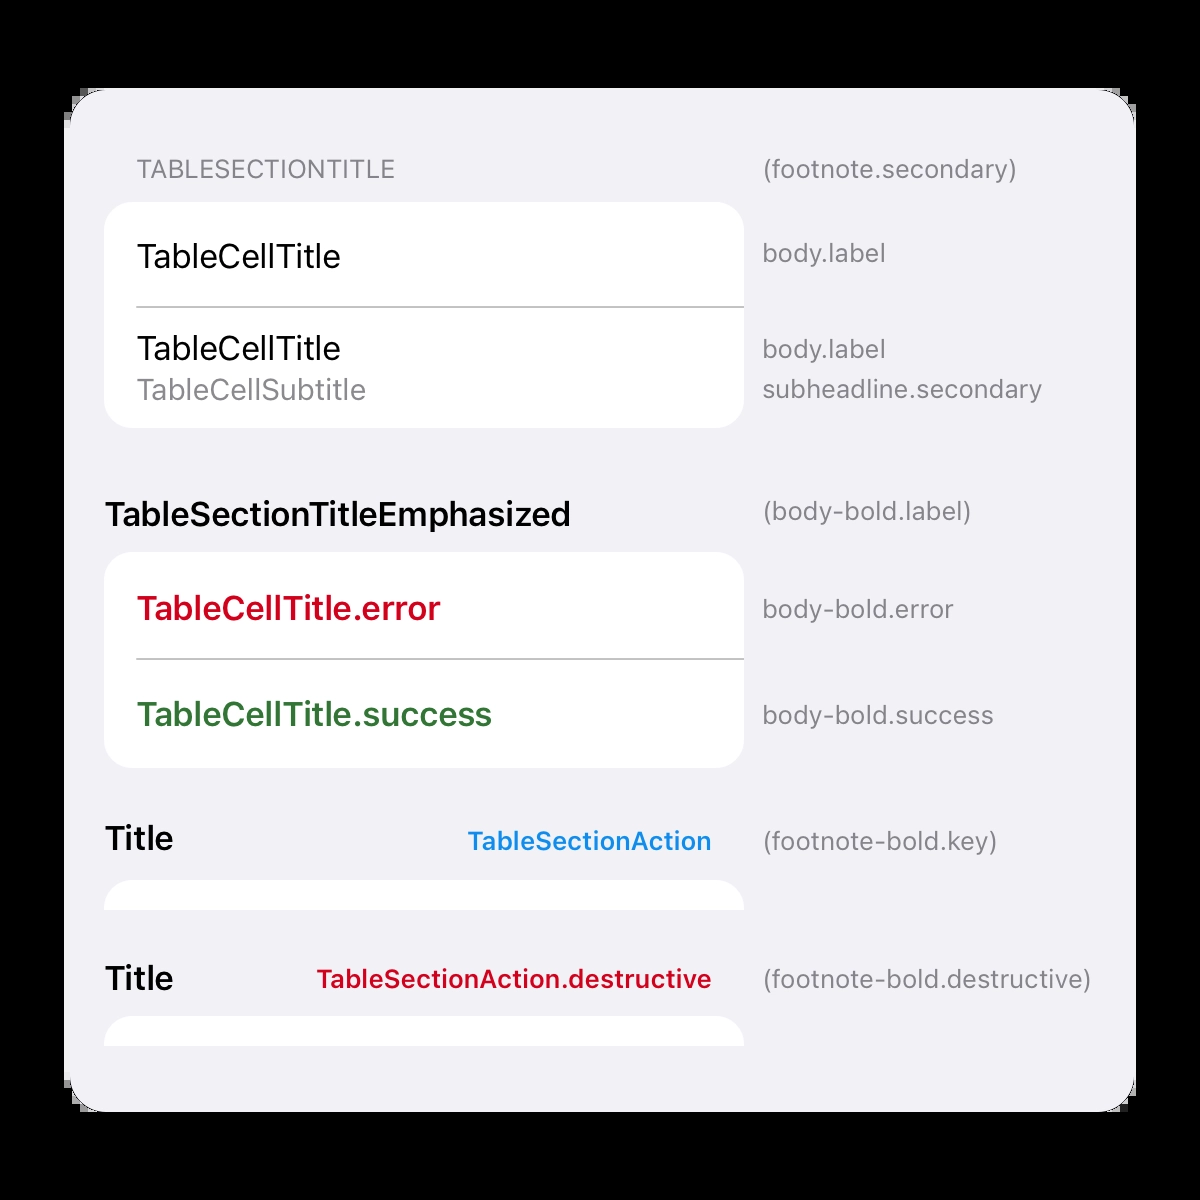 TABLESECTIONTITLE (footnote.secondary)
TableCellTitle body.label
TableCellTitle body.label
TableCellSubtitle subheadline.secondary
TableSectionTitleEmphasized (body-bold.label)
TableCellTitle.error body-bold.error
TableCellTitle.success body-bold.success
Title TableSectionAction (footnote-bold.key)
Title TableSectionAction.destructive (footnote-bold.destructive)